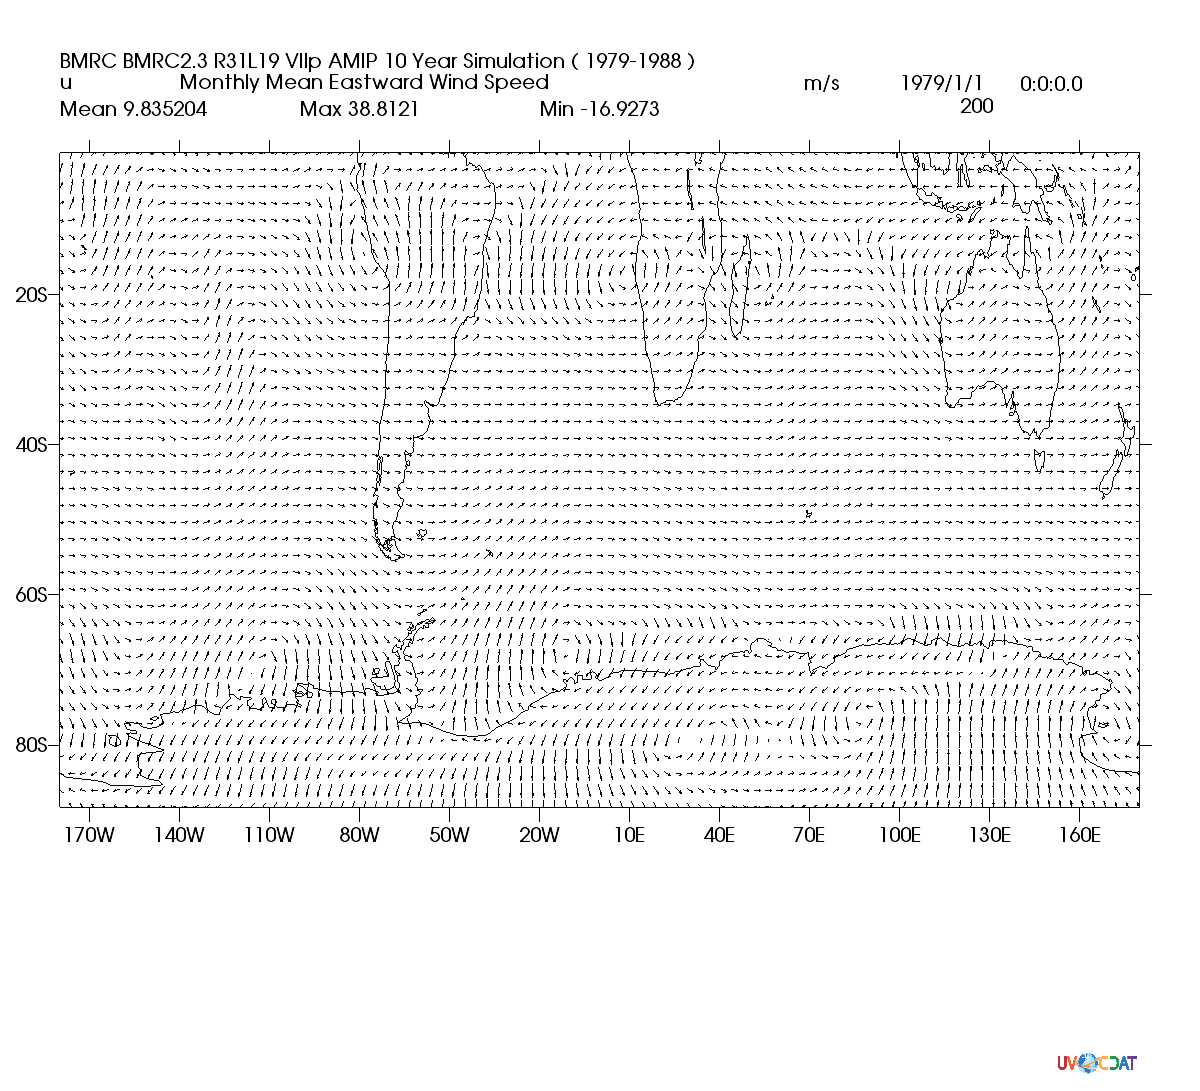 BMRC BMRC2.3 R31L19 VIIp AMIP 10 Year Simulation ( 1979-1988 )
u Monthly Mean Eastward Wind Speed m/s 1979/1/1 0:0:0.0
Mean 9.835204 Max 38.8121 Min -16.9273 200
20S
40S
60S
80S
170W 140W 110W 80W 50W 20W 10E 40E 70E 100E 130E 160E
UVCDAT